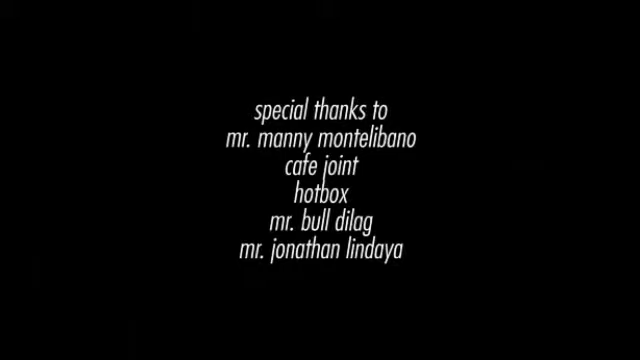 special thanks to
mr. manny montelibano
cafe joint
hotbox
mr. bull dilag
mr. jonathan lindaya